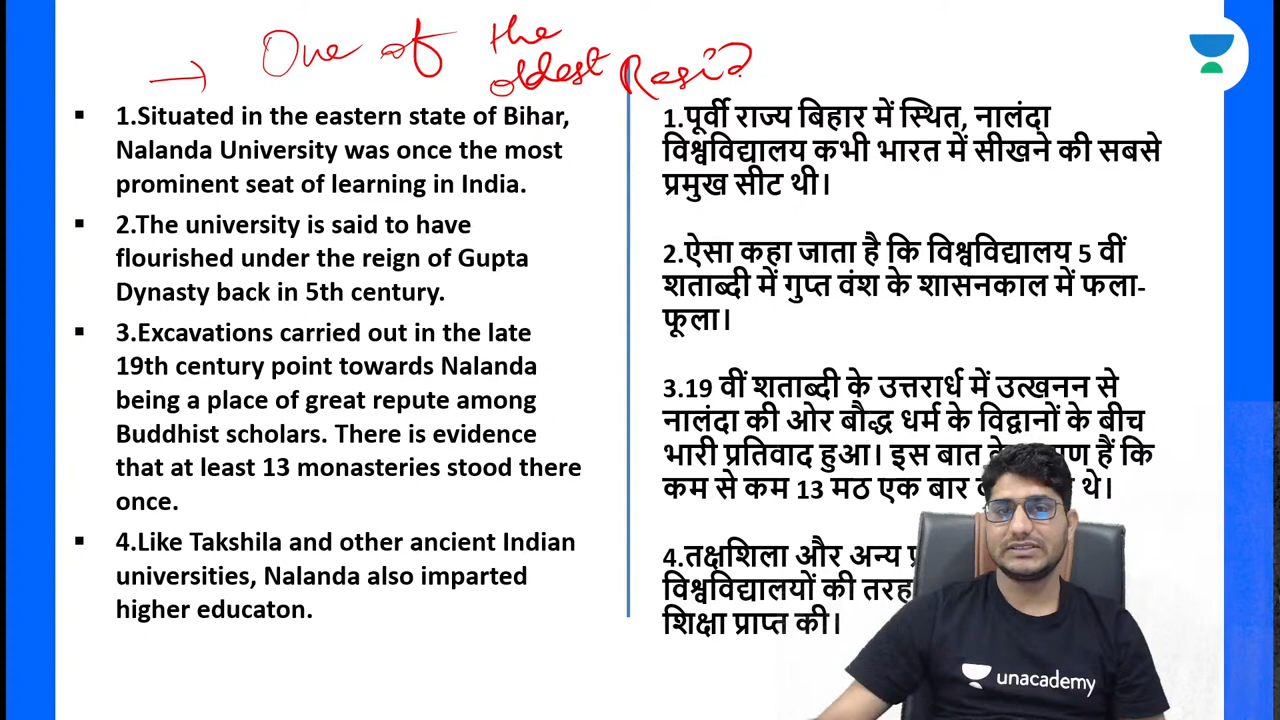 → One of the
oldest Resi
1.Situated in the eastern state of Bihar,
Nalanda University was once the most
prominent seat of learning in India.
2.The university is said to have
flourished under the reign of Gupta
Dynasty back in 5th century.
3.Excavations carried out in the late
19th century point towards Nalanda
being a place of great repute among
Buddhist scholars. There is evidence
that at least 13 monasteries stood there
once.
4.Like Takshila and other ancient Indian
universities, Nalanda also imparted
higher educaton.
1.पूर्वी राज्य बिहार में स्थित, नालंदा
विश्वविद्यालय कभी भारत में सीखने की सबसे
प्रमुख सीट थी।
2.ऐसा कहा जाता है कि विश्वविद्यालय 5 वीं
शताब्दी में गुप्त वंश के शासनकाल में फला-
फूला।
3.19 वीं शताब्दी के उत्तरार्ध में उत्खनन से
नालंदा की ओर बौद्ध धर्म के विद्वानों के बीच
भारी प्रतिवाद हुआ। इस बात के हैं कि
कम से कम 13 मठ एक बार थे।
4.तक्षशिला और अन्य
विश्वविद्यालयों की तरह
शिक्षा प्राप्त की।
unacademy